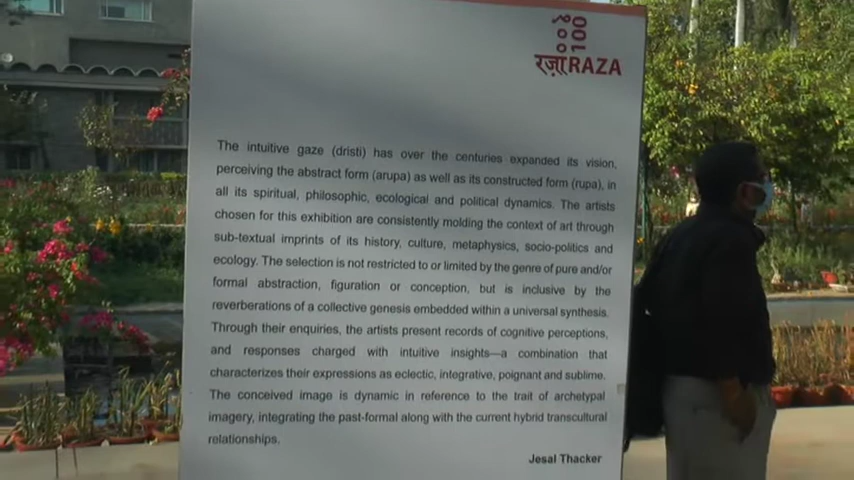 १००
100
रज़ा RAZA
The intuitive gaze (dristi) has over the centuries expanded its vision,
perceiving the abstract form (arupa) as well as its constructed form (rupa), in
all its spiritual, philosophic, ecological and political dynamics. The artists
chosen for this exhibition are consistently molding the context of art through
sub-textual imprints of its history, culture, metaphysics, socio-politics and
ecology. The selection is not restricted to or limited by the genre of pure and/or
formal abstraction, figuration or conception, but is inclusive by the
reverberations of a collective genesis embedded within a universal synthesis.
Through their enquiries, the artists present records of cognitive perceptions,
and responses charged with intuitive insights—a combination that
characterizes their expressions as eclectic, integrative, poignant and sublime.
The conceived image is dynamic in reference to the trait of archetypal
imagery, integrating the past-formal along with the current hybrid transcultural
relationships.
Jesal Thacker